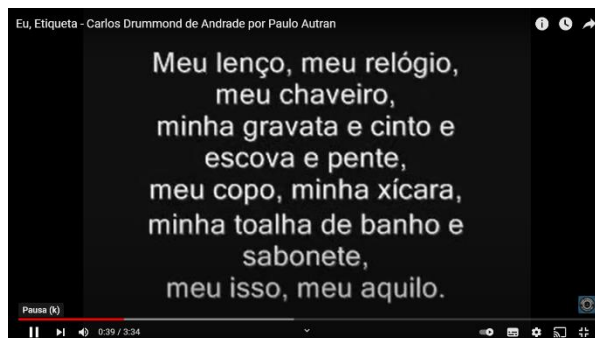 Eu, Etiqueta - Carlos Drummond de Andrade por Paulo Autran
Meu lenço, meu relógio,
meu chaveiro,
minha gravata e cinto e
escova e pente,
meu copo, minha xícara,
minha toalha de banho e
sabonete,
meu isso, meu aquilo.
Pausa (k)
0:39 / 3:34